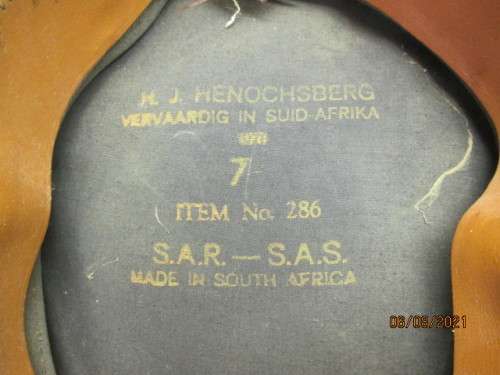 H. J. HENOCHSBERG
VERVAARDIG IN SUID-AFRIKA
7
ITEM No. 286
S.A.R. — S.A.S.
MADE IN SOUTH AFRICA
06/09/2021